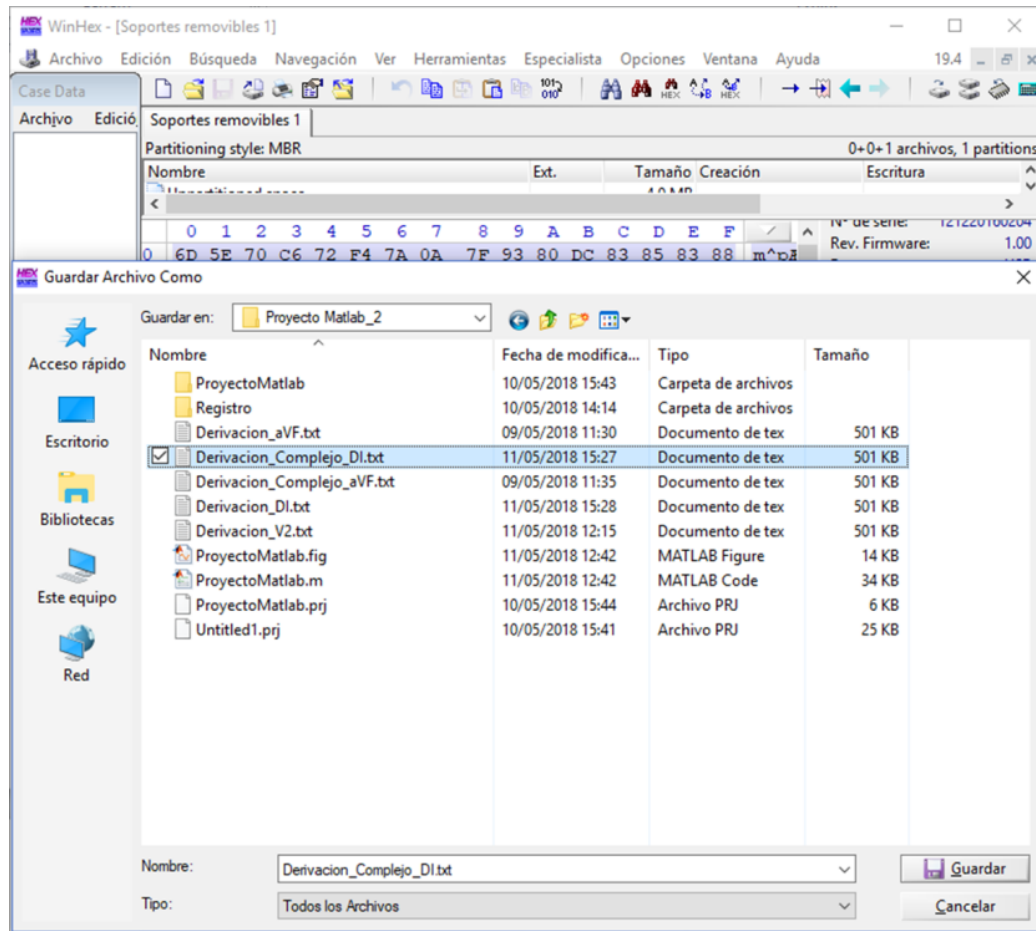 WinHex - [Soportes removibles 1]
Archivo Edición Búsqueda Navegación Ver Herramientas Especialista Opciones Ventana Ayuda 19.4
Case Data
Archivo Edició
Soportes removibles 1
Partitioning style: MBR 0+0+1 archivos, 1 partitions
Nombre Ext. Tamaño Creación Escritura
0 1 2 3 4 5 6 7 8 9 A B C D E F
Nº de serie: 121220160204
0 6D 5E 70 C6 72 F4 7A 0A 7F 93 80 DC 83 85 83 88
Rev. Firmware: 1.00
Guardar Archivo Como
Guardar en: Proyecto Matlab_2
Acceso rápido
Escritorio
Bibliotecas
Este equipo
Red
Nombre Fecha de modifica... Tipo Tamaño
ProyectoMatlab 10/05/2018 15:43 Carpeta de archivos
Registro 10/05/2018 14:14 Carpeta de archivos
Derivacion_aVF.txt 09/05/2018 11:30 Documento de tex 501 KB
Derivacion_Complejo_DI.txt 11/05/2018 15:27 Documento de tex 501 KB
Derivacion_Complejo_aVF.txt 09/05/2018 11:35 Documento de tex 501 KB
Derivacion_DI.txt 11/05/2018 15:28 Documento de tex 501 KB
Derivacion_V2.txt 11/05/2018 12:15 Documento de tex 501 KB
ProyectoMatlab.fig 11/05/2018 12:42 MATLAB Figure 14 KB
ProyectoMatlab.m 11/05/2018 12:42 MATLAB Code 34 KB
ProyectoMatlab.prj 10/05/2018 15:44 Archivo PRJ 6 KB
Untitled1.prj 10/05/2018 15:41 Archivo PRJ 25 KB
Nombre: Derivacion_Complejo_DI.txt Guardar
Tipo: Todos los Archivos Cancelar